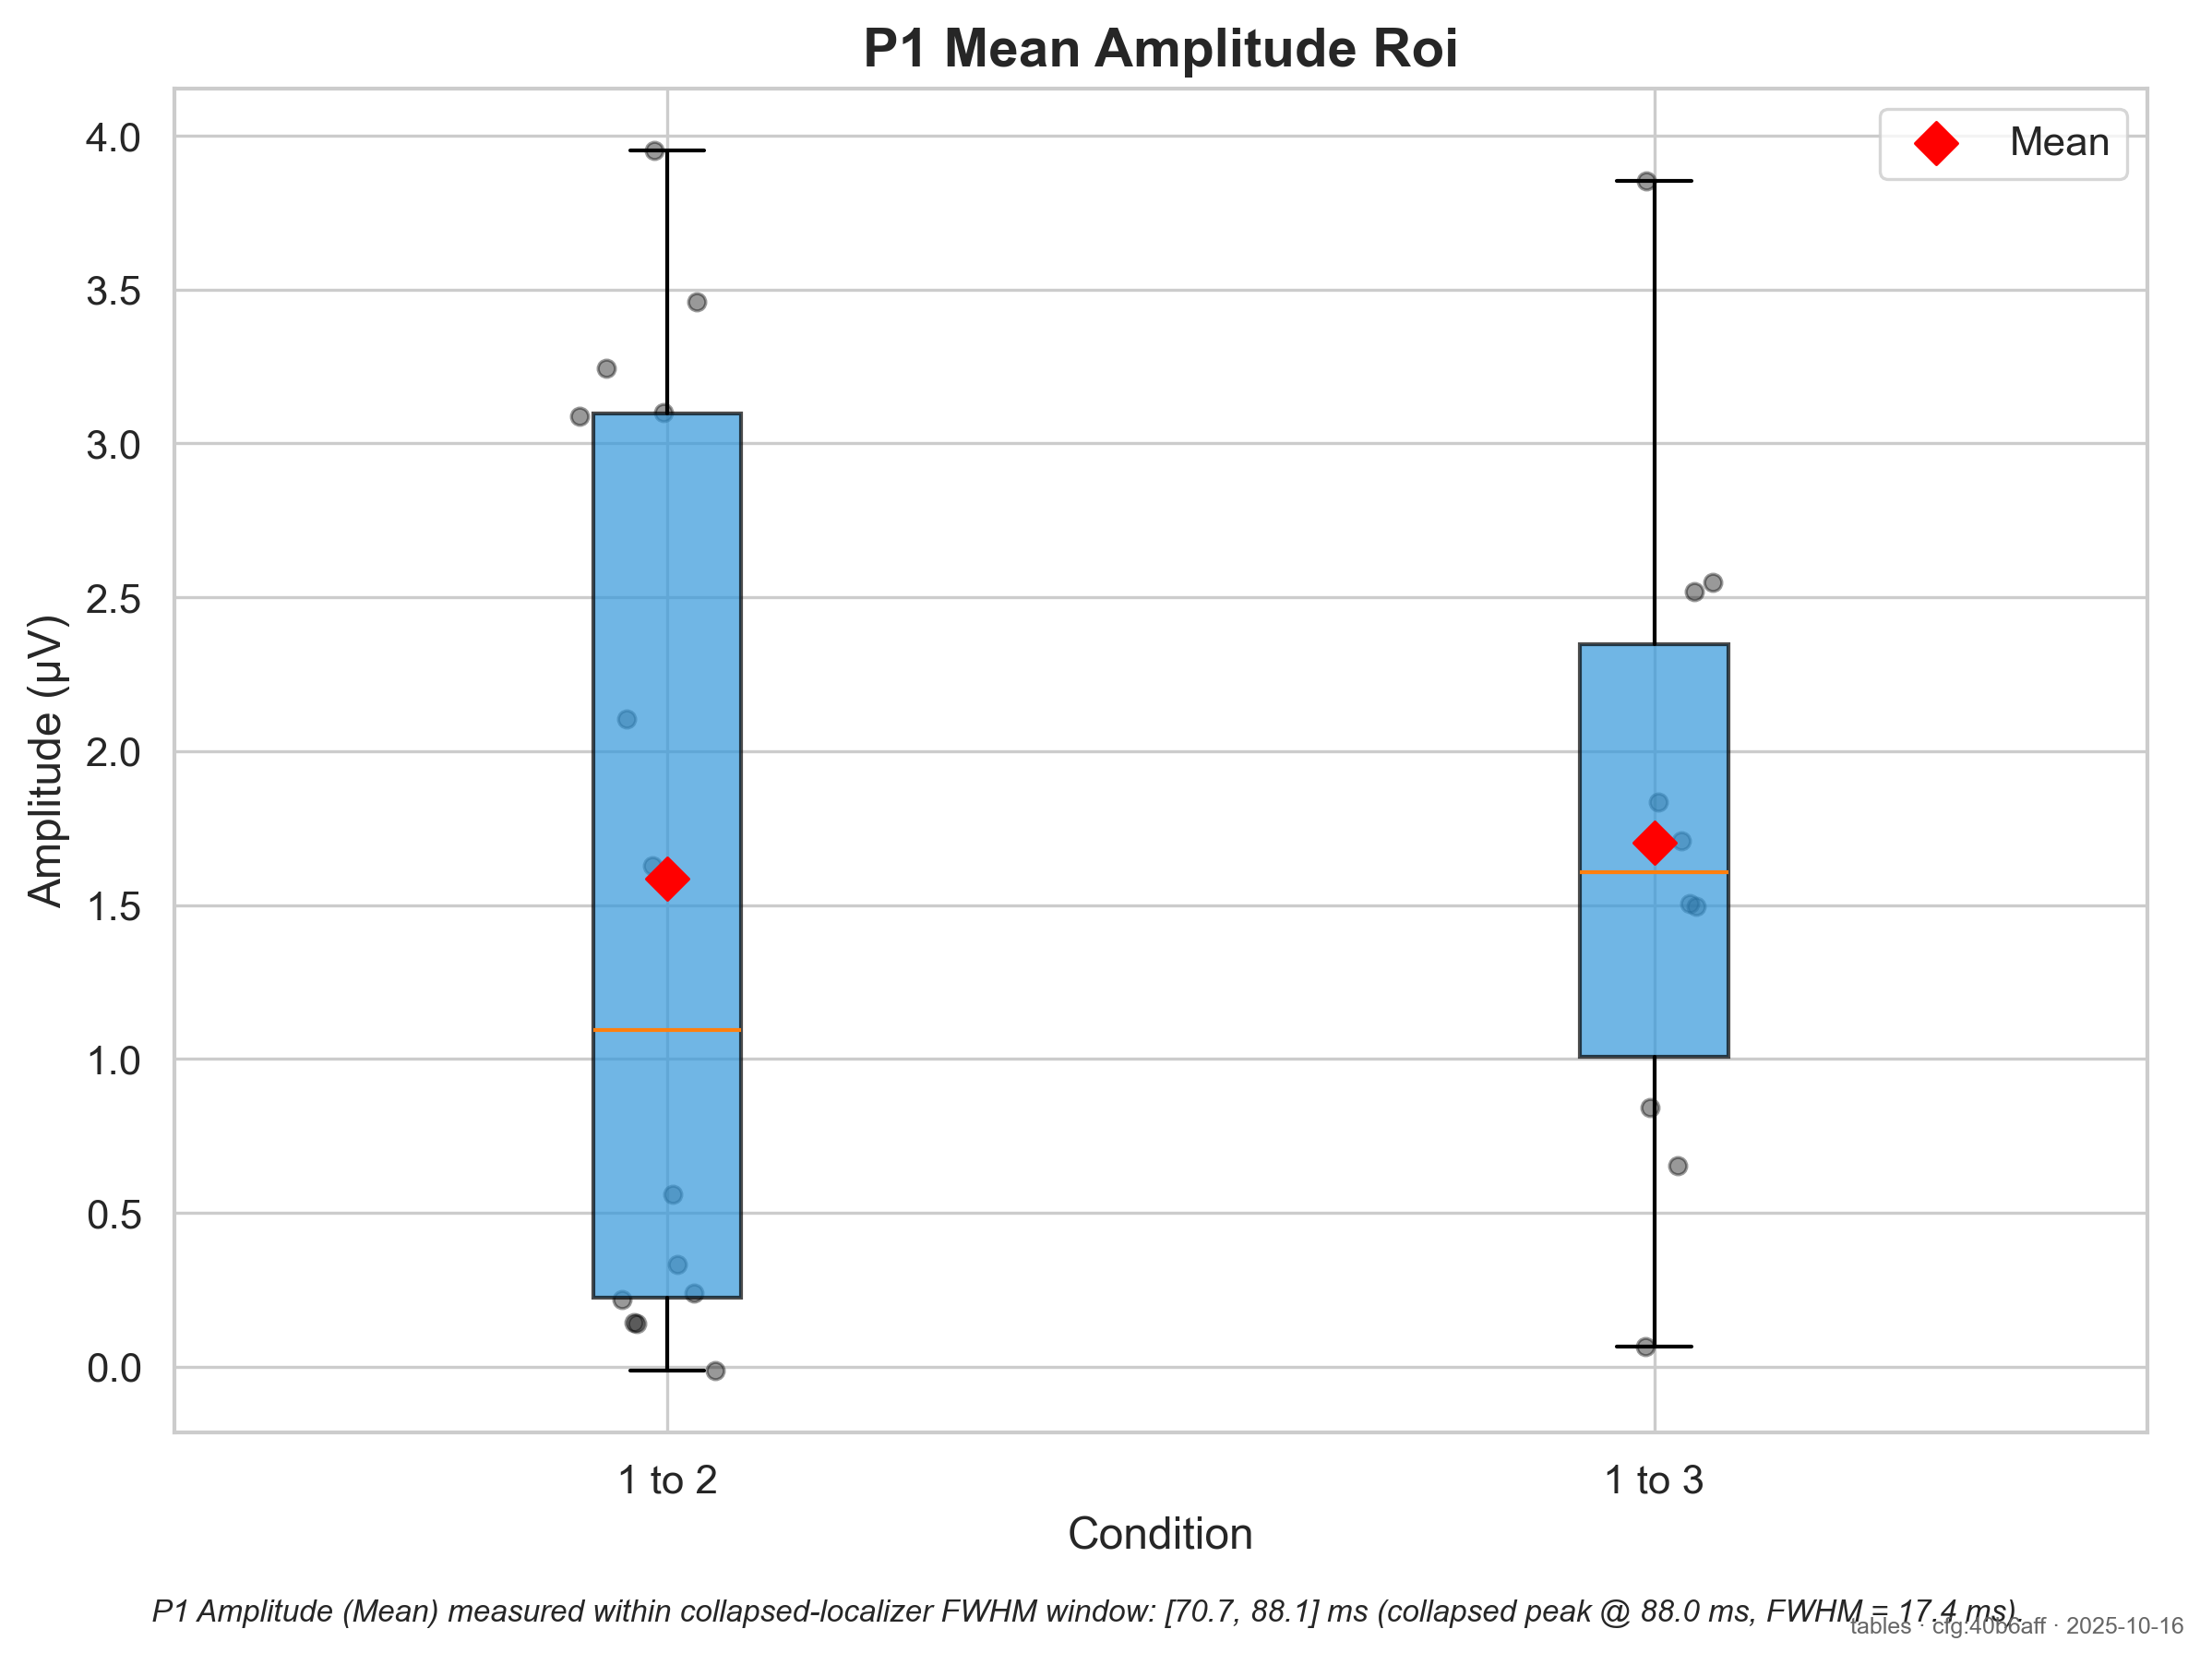 P1 Mean Amplitude Roi
Mean
4.0
3.5
3.0
2.5
2.0
1.5
1.0
0.5
0.0
Amplitude (µV)
1 to 2
1 to 3
Condition
P1 Amplitude (Mean) measured within collapsed-localizer FWHM window: [70.7, 88.1] ms (collapsed peak @ 88.0 ms, FWHM = 17.4 ms).
tables · cfg:40b6aff · 2025-10-16